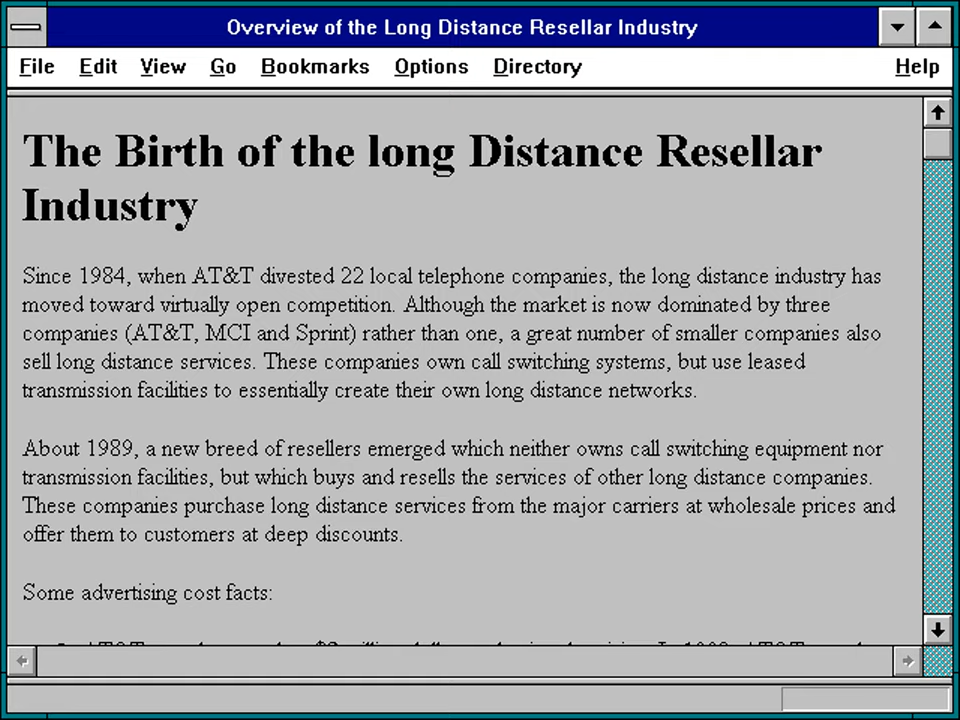 Overview of the Long Distance Resellar Industry
File Edit View Go Bookmarks Options Directory Help
The Birth of the long Distance Resellar
Industry
Since 1984, when AT&T divested 22 local telephone companies, the long distance industry has
moved toward virtually open competition. Although the market is now dominated by three
companies (AT&T, MCI and Sprint) rather than one, a great number of smaller companies also
sell long distance services. These companies own call switching systems, but use leased
transmission facilities to essentially create their own long distance networks.
About 1989, a new breed of resellers emerged which neither owns call switching equipment nor
transmission facilities, but which buys and resells the services of other long distance companies.
These companies purchase long distance services from the major carriers at wholesale prices and
offer them to customers at deep discounts.
Some advertising cost facts: